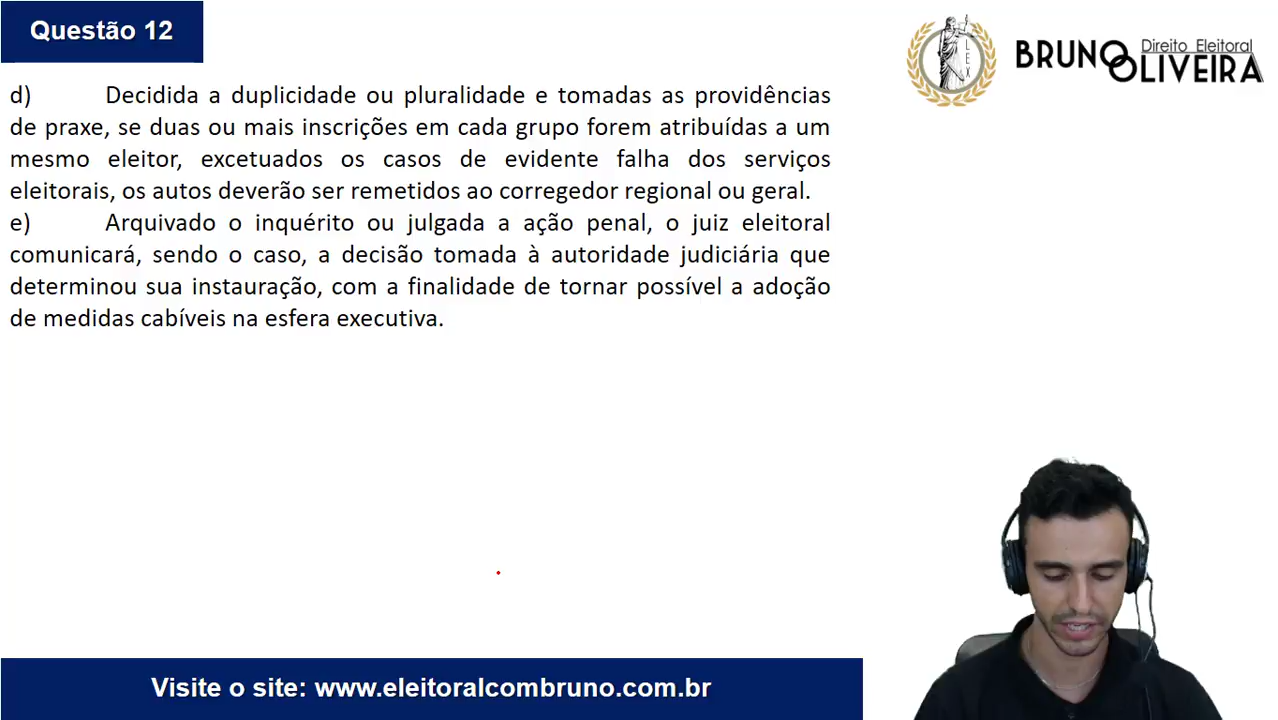 Questão 12
LEX
BRUNO Direito Eleitoral
OLIVEIRA
d) Decidida a duplicidade ou pluralidade e tomadas as providências
de praxe, se duas ou mais inscrições em cada grupo forem atribuídas a um
mesmo eleitor, excetuados os casos de evidente falha dos serviços
eleitorais, os autos deverão ser remetidos ao corregedor regional ou geral.
e) Arquivado o inquérito ou julgada a ação penal, o juiz eleitoral
comunicará, sendo o caso, a decisão tomada à autoridade judiciária que
determinou sua instauração, com a finalidade de tornar possível a adoção
de medidas cabíveis na esfera executiva.
Visite o site: www.eleitoralcombruno.com.br